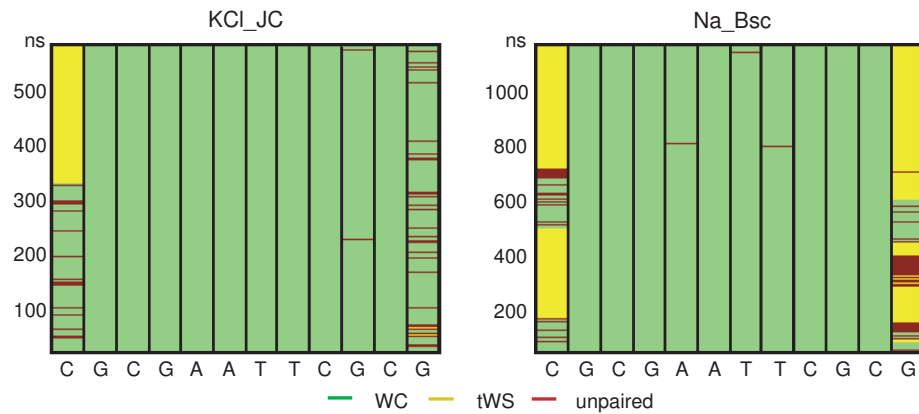 KCl_JC
ns
500
400
300
200
100
C G C G A A T T C G C G
Na_Bsc
ns
1000
800
600
400
200
C G C G A A T T C G C G
WC tWS unpaired